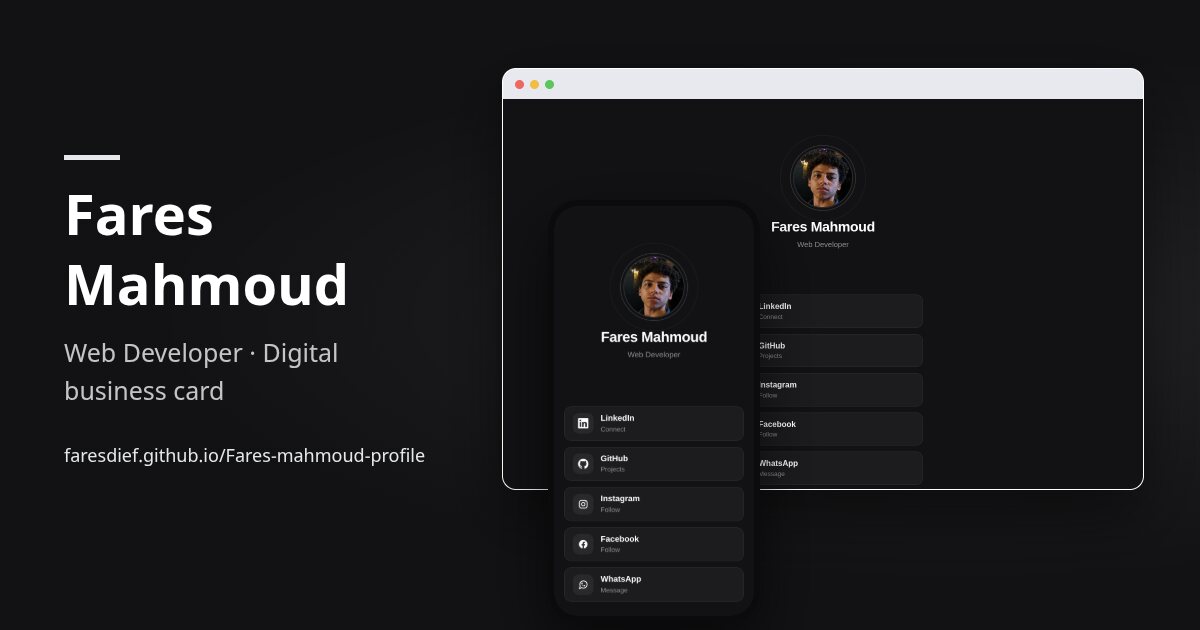 Fares
Mahmoud
Web Developer · Digital
business card
faresdief.github.io/Fares-mahmoud-profile
Fares Mahmoud
Web Developer
LinkedIn
Connect
GitHub
Projects
Instagram
Follow
Facebook
Follow
WhatsApp
Message
Fares Mahmoud
Web Developer
LinkedIn
Connect
GitHub
Projects
Instagram
Follow
Facebook
Follow
WhatsApp
Message